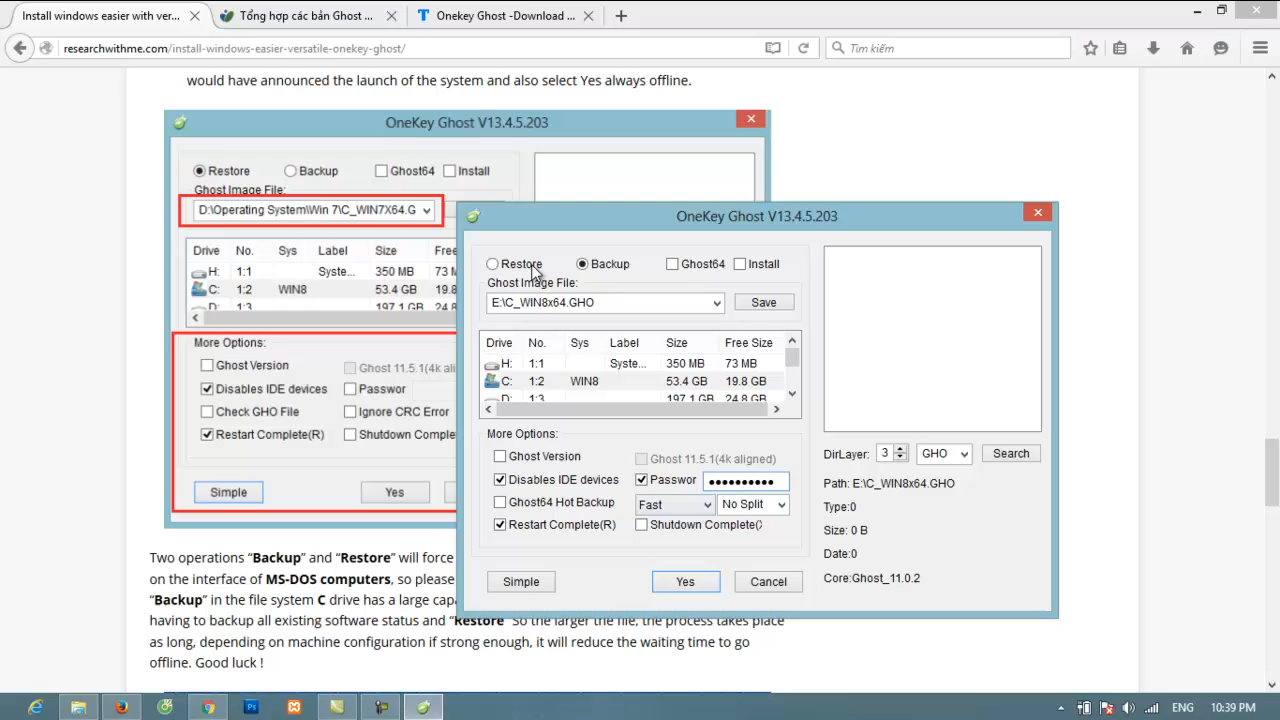 Install windows easier with ver...
Tổng hợp các bản Ghost ...
Onekey Ghost -Download ...
researchwithme.com/install-windows-easier-versatile-onekey-ghost/
Tìm kiếm
would have announced the launch of the system and also select Yes always offline.
OneKey Ghost V13.4.5.203
Restore Backup Ghost64 Install
Ghost Image File:
D:\Operating System\Win 7\C_WIN7X64.G
Drive No. Sys Label Size Free
H: 1:1 Syste... 350 MB 73 M
C: 1:2 WIN8 53.4 GB 19.8
D: 1:3 197.1 GB 24.8
More Options:
Ghost Version Ghost 11.5.1(4k ali
Disables IDE devices Passwor
Check GHO File Ignore CRC Error
Restart Complete(R) Shutdown Comple
Simple Yes
OneKey Ghost V13.4.5.203
Restore Backup Ghost64 Install
Ghost Image File:
E:\C_WIN8x64.GHO Save
Drive No. Sys Label Size Free Size
H: 1:1 Syste... 350 MB 73 MB
C: 1:2 WIN8 53.4 GB 19.8 GB
D: 1:3 197.1 GB 24.8 GB
More Options:
Ghost Version Ghost 11.5.1(4k aligned)
Disables IDE devices Passwor ●●●●●●●●●●
Ghost64 Hot Backup Fast No Split
Restart Complete(R) Shutdown Complete()
Simple Yes Cancel
DirLayer: 3 GHO Search
Path: E:\C_WIN8x64.GHO
Type:0
Size: 0 B
Date:0
Core:Ghost_11.0.2
Two operations “Backup” and “Restore” will force
on the interface of MS-DOS computers, so please
“Backup” in the file system C drive has a large capa
having to backup all existing software status and “Restore” So the larger the file, the process takes place
as long, depending on machine configuration if strong enough, it will reduce the waiting time to go
offline. Good luck !
ENG 10:39 PM